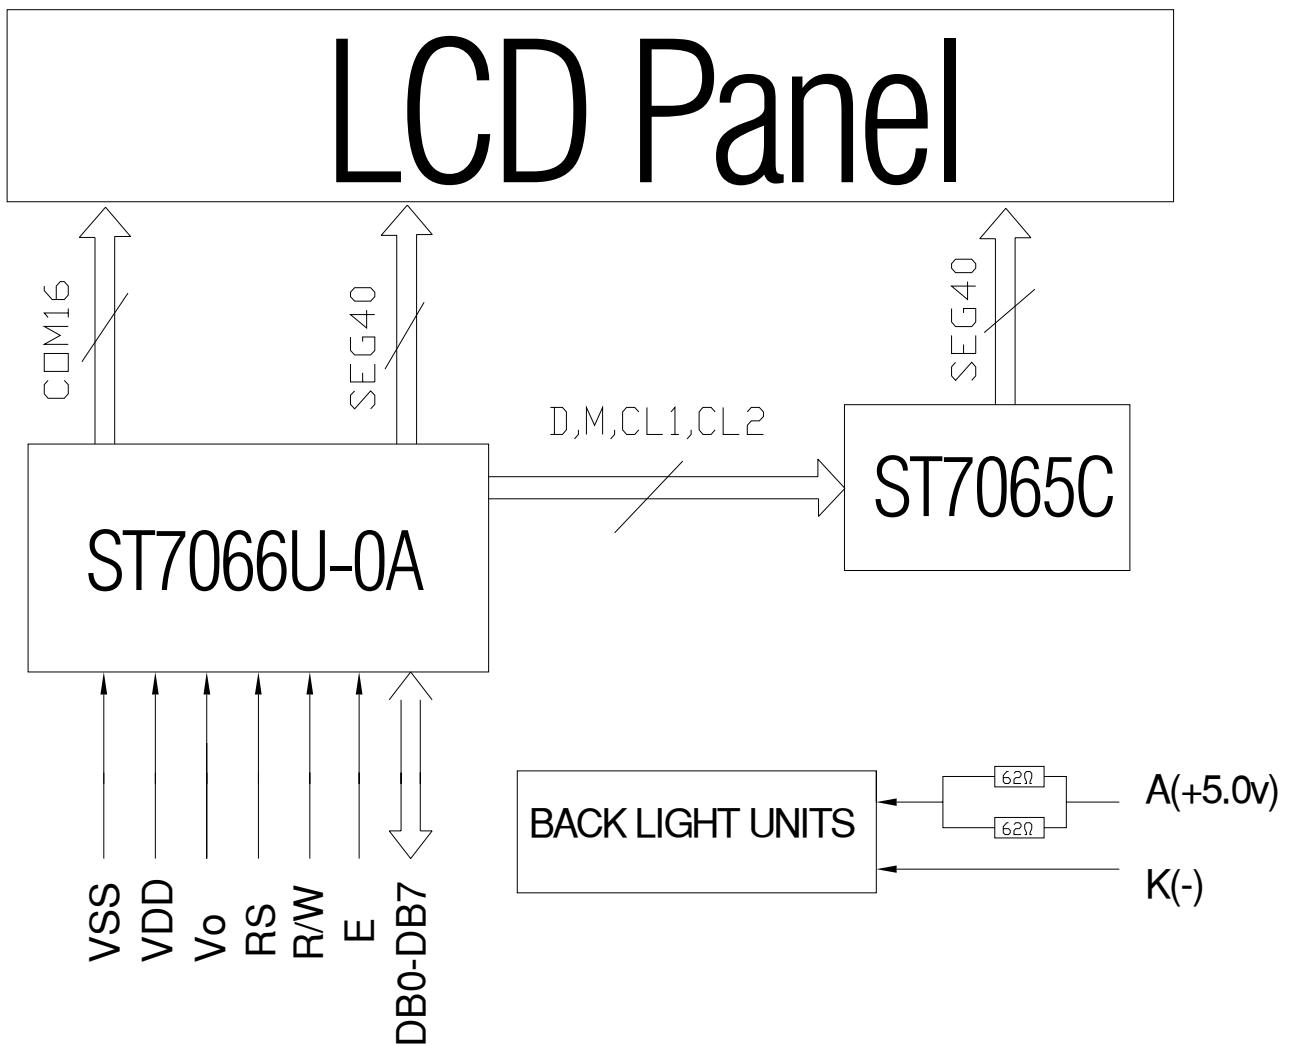 LCD Panel
COM16
SEG40
SEG40
D,M,CL1,CL2
ST7065C
ST7066U-0A
62Ω
A(+5.0v)
BACK LIGHT UNITS
62Ω
K(-)
VSS
VDD
Vo
RS
R/W
E
DB0-DB7